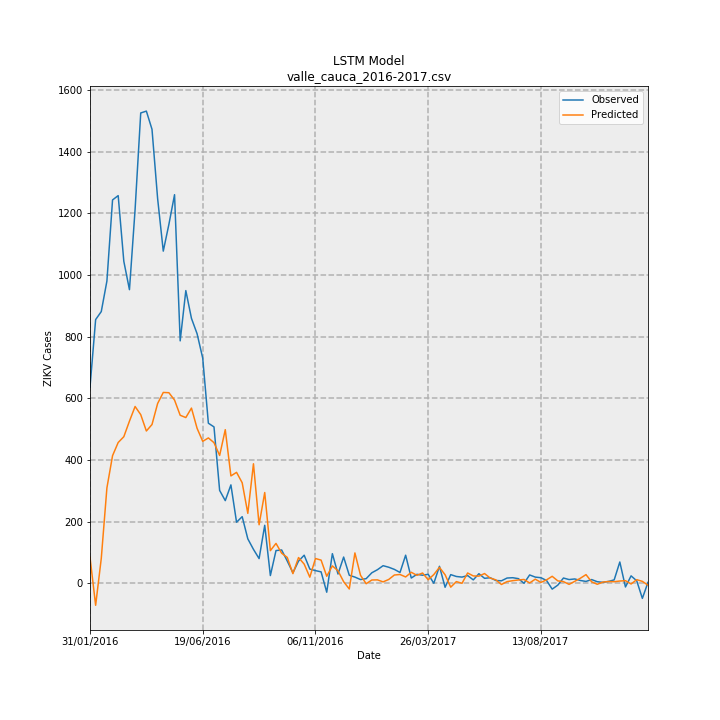 LSTM Model
valle_cauca_2016-2017.csv
Observed
Predicted
ZIKV Cases
1600
1400
1200
1000
800
600
400
200
0
31/01/2016
19/06/2016
06/11/2016
26/03/2017
13/08/2017
Date